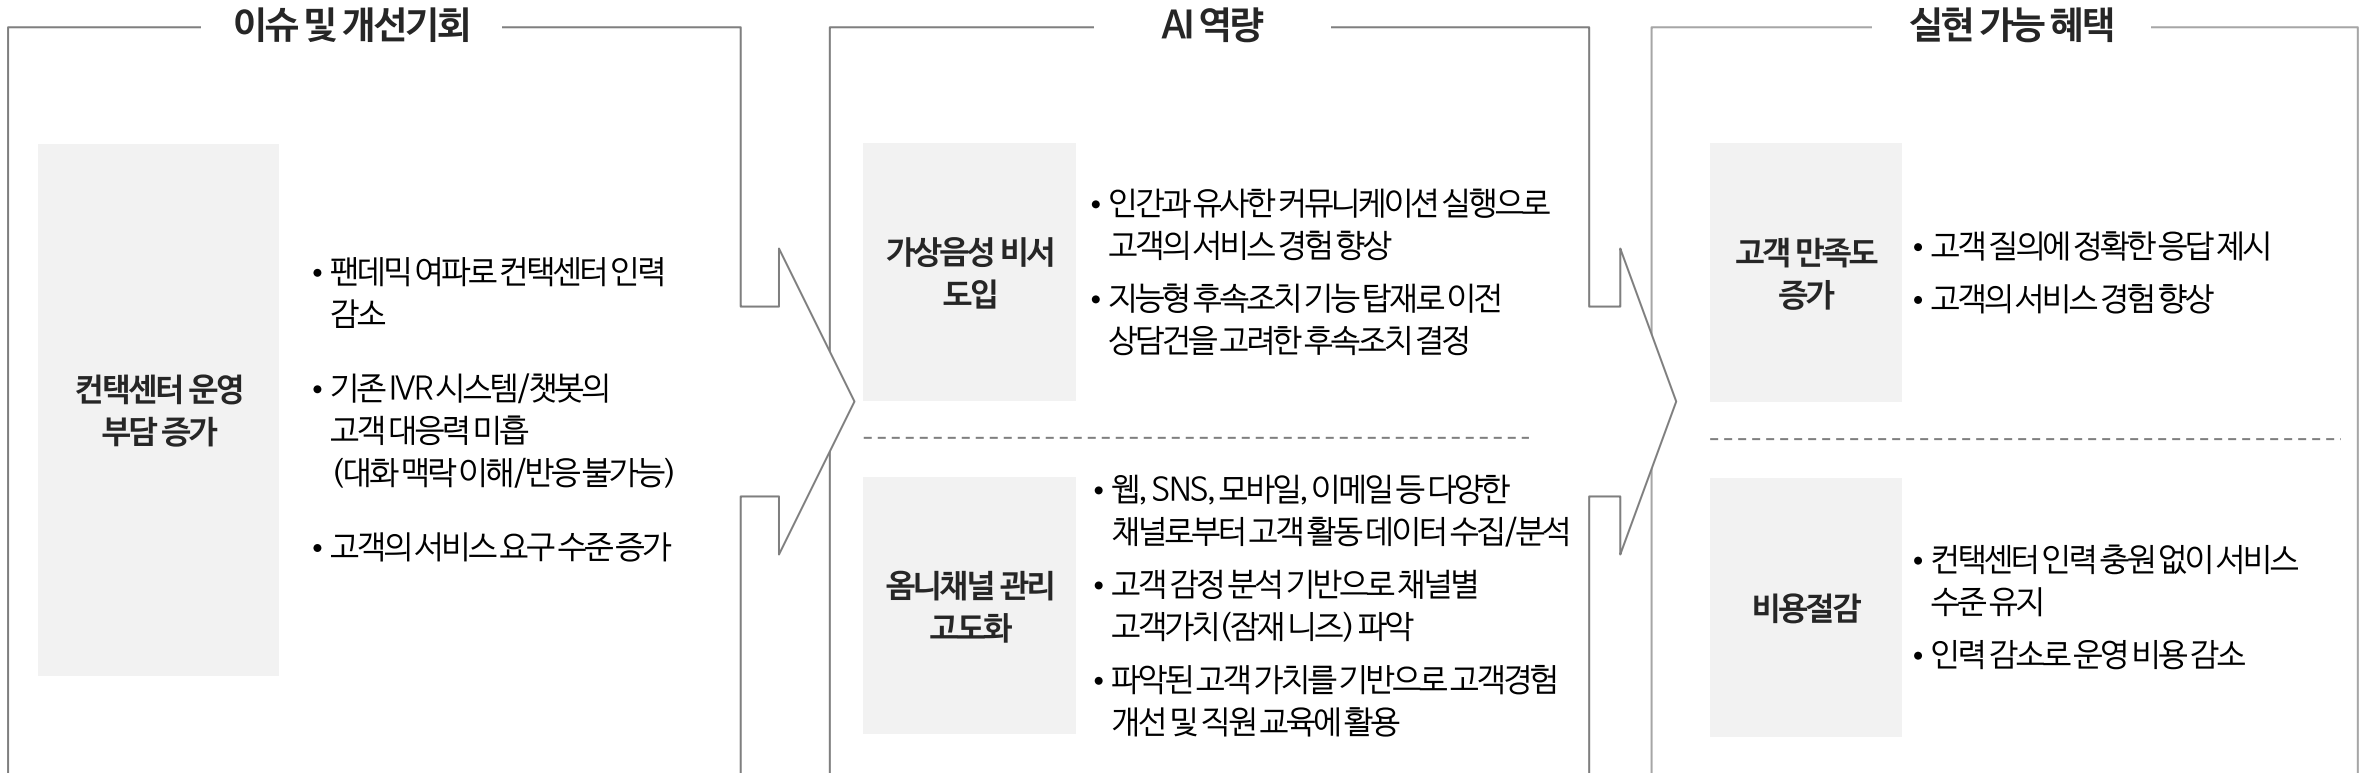 이슈 및 개선기회
컨택센터 운영
부담 증가
• 팬데믹 여파로 컨택센터 인력
감소
• 기존 IVR 시스템/챗봇의
고객 대응력 미흡
(대화 맥락 이해/반응 불가능)
• 고객의 서비스 요구 수준 증가
AI 역량
가상음성 비서
도입
• 인간과 유사한 커뮤니케이션 실행으로
고객의 서비스 경험 향상
• 지능형 후속조치 기능 탑재로 이전
상담건을 고려한 후속조치 결정
옴니채널 관리
고도화
• 웹, SNS, 모바일, 이메일 등 다양한
채널로부터 고객 활동 데이터 수집/분석
• 고객 감정 분석 기반으로 채널별
고객가치 (잠재 니즈) 파악
• 파악된 고객 가치를 기반으로 고객경험
개선 및 직원 교육에 활용
실현 가능 혜택
고객 만족도
증가
• 고객 질의에 정확한 응답 제시
• 고객의 서비스 경험 향상
비용절감
• 컨택센터 인력 충원 없이 서비스
수준 유지
• 인력 감소로 운영 비용 감소